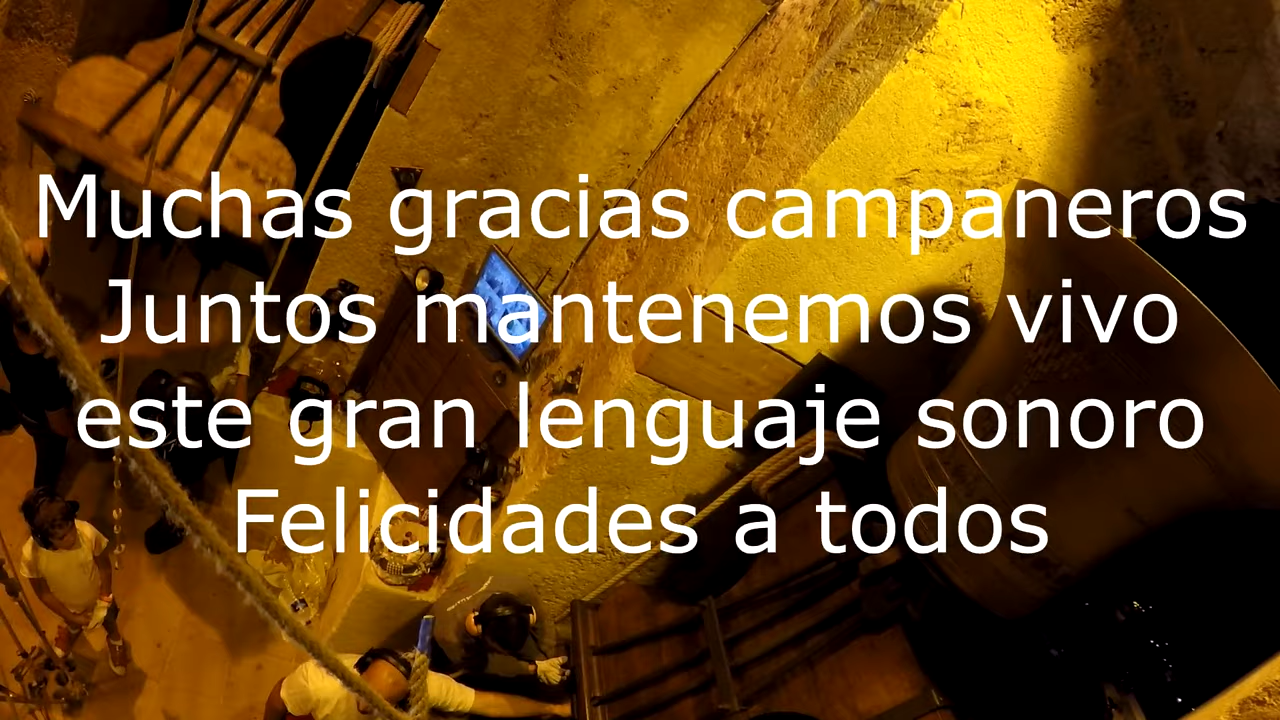 Muchas gracias campaneros
Juntos mantenemos vivo
este gran lenguaje sonoro
Felicidades a todos